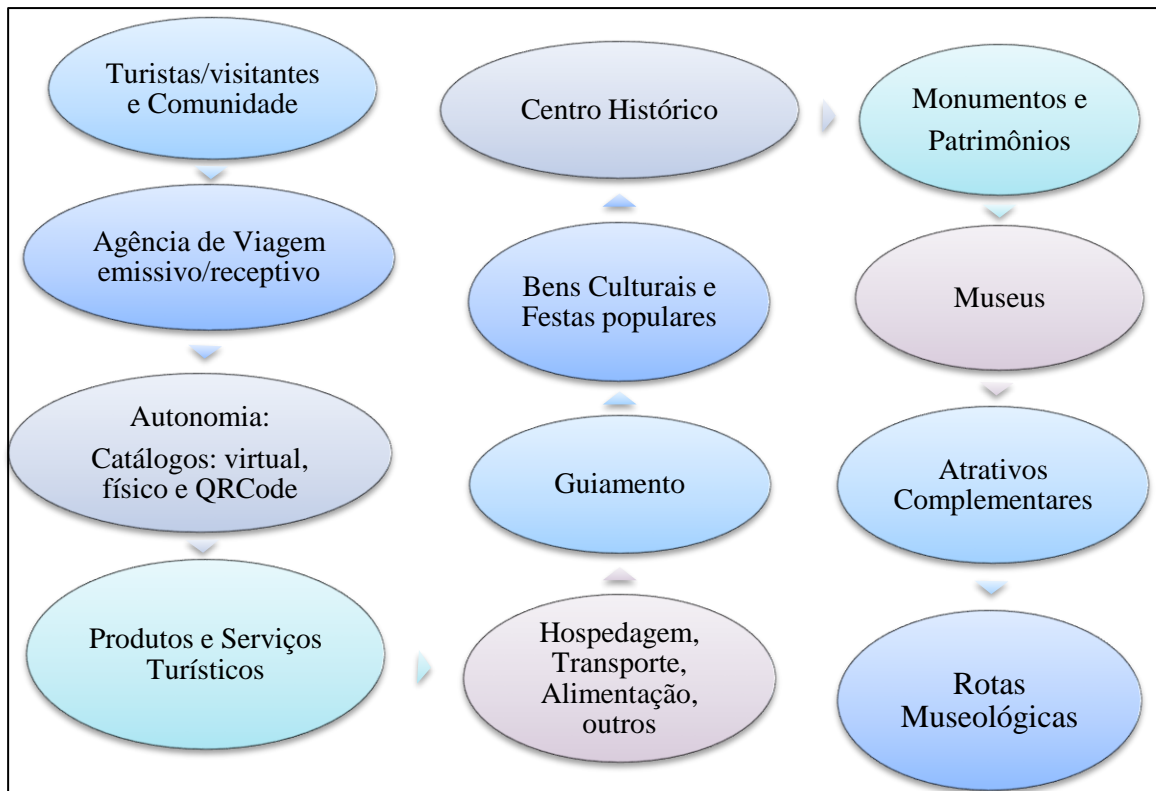 Turistas/visitantes
e Comunidade
Agência de Viagem
emissivo/receptivo
Autonomia:
Catálogos: virtual,
físico e QRCode
Produtos e Serviços
Turísticos
Hospedagem,
Transporte,
Alimentação,
outros
Guiamento
Bens Culturais e
Festas populares
Centro Histórico
Monumentos e
Patrimônios
Museus
Atrativos
Complementares
Rotas
Museológicas